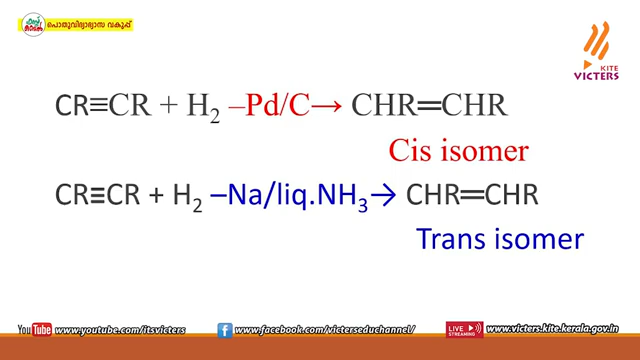 പൊതുവിദ്യാഭ്യാസ വകുപ്പ്
KITE
VICTERS
CR≡CR + H₂ –Pd/C→ CHR═CHR
Cis isomer
CR≡CR + H₂ –Na/liq.NH₃→ CHR═CHR
Trans isomer
YouTube www.youtube.com/itsvicters f www.facebook.com/victerseduchannel/ LIVE STREAMING www.victers.kite.kerala.gov.in